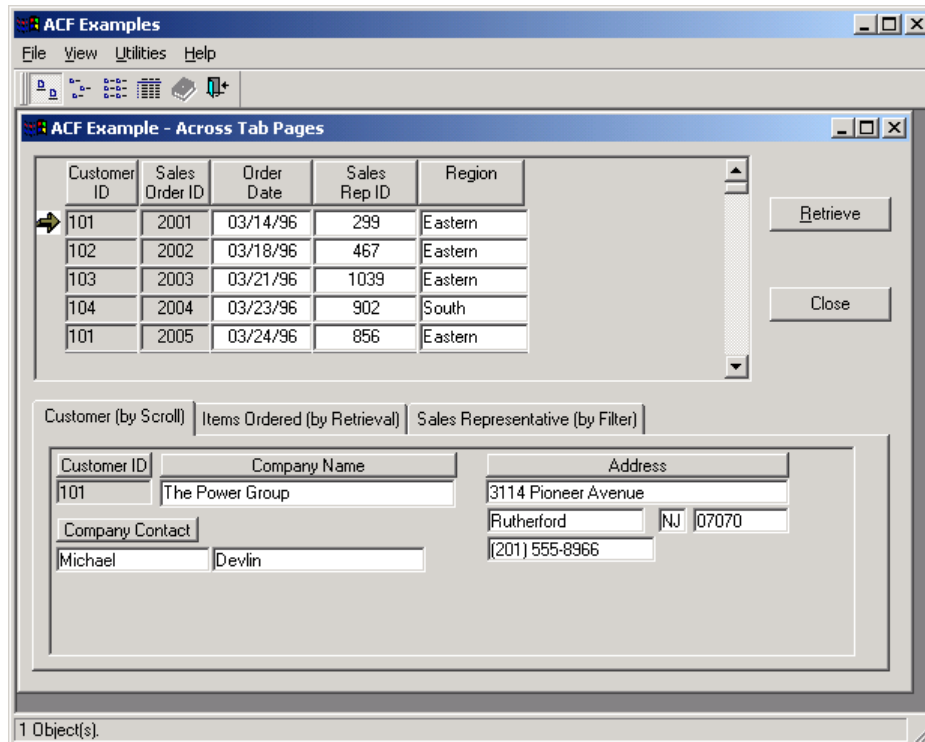 ACF Examples
File View Utilities Help
ACF Example - Across Tab Pages
Customer ID Sales Order ID Order Date Sales Rep ID Region
101 2001 03/14/96 299 Eastern
102 2002 03/18/96 467 Eastern
103 2003 03/21/96 1039 Eastern
104 2004 03/23/96 902 South
101 2005 03/24/96 856 Eastern
Retrieve
Close
Customer (by Scroll) Items Ordered (by Retrieval) Sales Representative (by Filter)
Customer ID Company Name Address
101 The Power Group 3114 Pioneer Avenue
Rutherford NJ 07070
Company Contact
(201) 555-8966
Michael Devlin
1 Object(s).